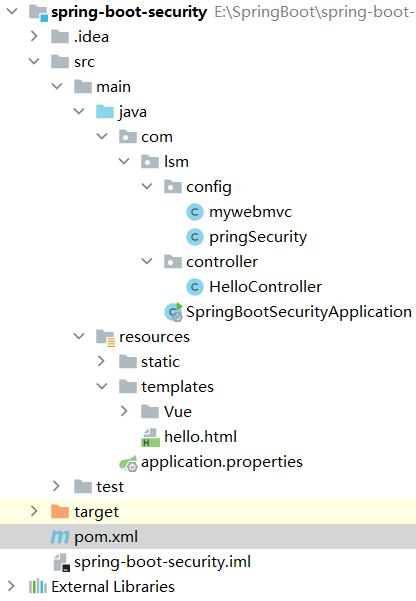 spring-boot-security E:\SpringBoot\spring-boot-
.idea
src
main
java
com
lsm
config
mywebmvc
pringSecurity
controller
HelloController
SpringBootSecurityApplication
resources
static
templates
Vue
hello.html
application.properties
test
target
pom.xml
spring-boot-security.iml
External Libraries